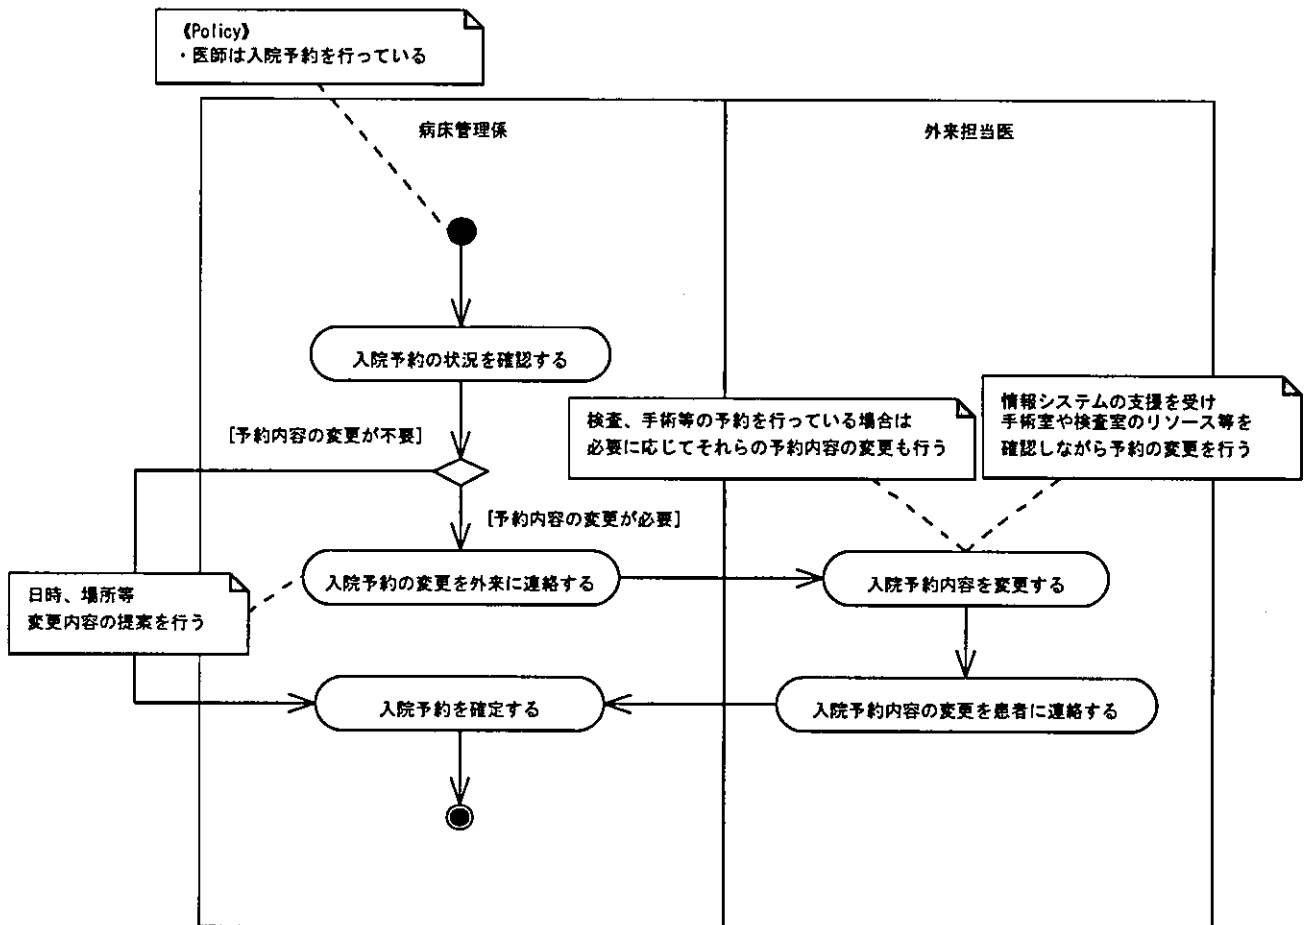 《Policy》
・医師は入院予約を行っている
病床管理係
外来担当医
入院予約の状況を確認する
[予約内容の変更が不要]
検査、手術等の予約を行っている場合は
必要に応じてそれらの予約内容の変更も行う
情報システムの支援を受け
手術室や検査室のリソース等を
確認しながら予約の変更を行う
[予約内容の変更が必要]
入院予約の変更を外来に連絡する
入院予約内容を変更する
日時、場所等
変更内容の提案を行う
入院予約を確定する
入院予約内容の変更を患者に連絡する